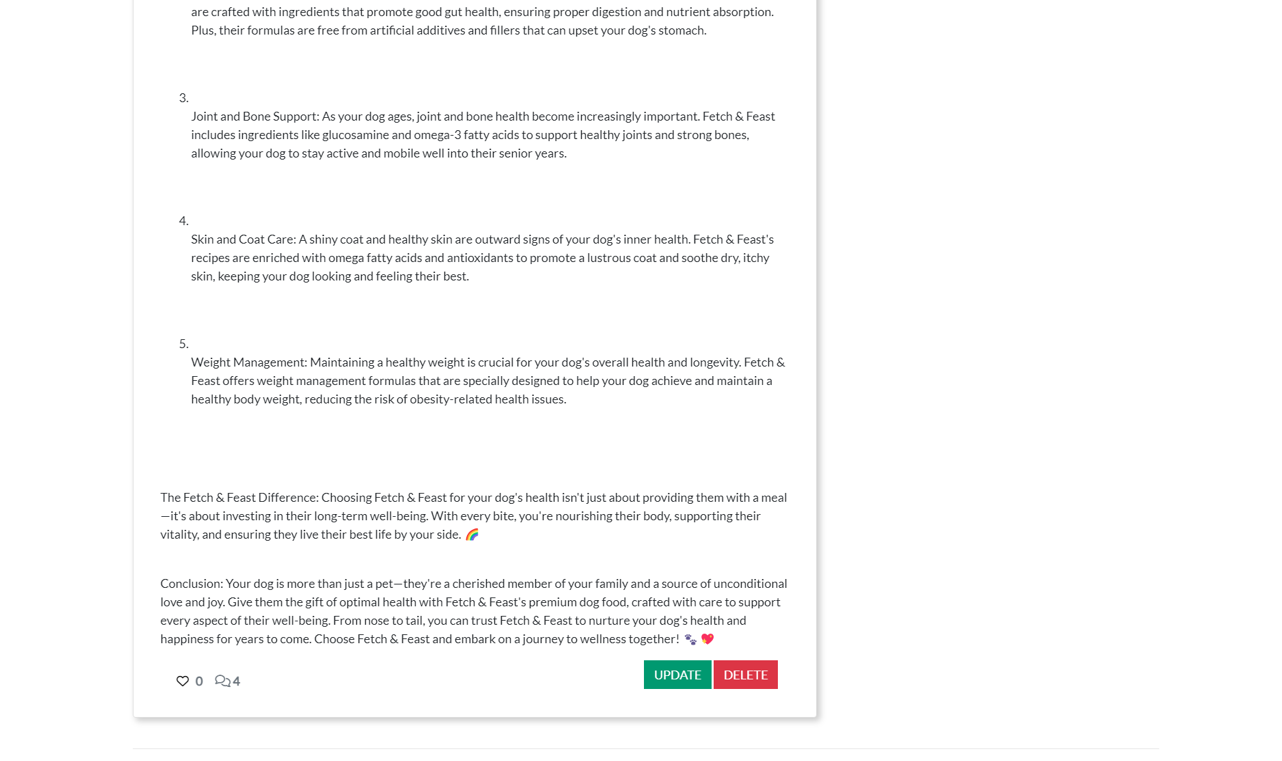 are crafted with ingredients that promote good gut health, ensuring proper digestion and nutrient absorption.
Plus, their formulas are free from artificial additives and fillers that can upset your dog's stomach.
3.
Joint and Bone Support: As your dog ages, joint and bone health become increasingly important. Fetch & Feast
includes ingredients like glucosamine and omega-3 fatty acids to support healthy joints and strong bones,
allowing your dog to stay active and mobile well into their senior years.
4.
Skin and Coat Care: A shiny coat and healthy skin are outward signs of your dog's inner health. Fetch & Feast's
recipes are enriched with omega fatty acids and antioxidants to promote a lustrous coat and soothe dry, itchy
skin, keeping your dog looking and feeling their best.
5.
Weight Management: Maintaining a healthy weight is crucial for your dog's overall health and longevity. Fetch &
Feast offers weight management formulas that are specially designed to help your dog achieve and maintain a
healthy body weight, reducing the risk of obesity-related health issues.
The Fetch & Feast Difference: Choosing Fetch & Feast for your dog's health isn't just about providing them with a meal
—it's about investing in their long-term well-being. With every bite, you're nourishing their body, supporting their
vitality, and ensuring they live their best life by your side. 🌈
Conclusion: Your dog is more than just a pet—they're a cherished member of your family and a source of unconditional
love and joy. Give them the gift of optimal health with Fetch & Feast's premium dog food, crafted with care to support
every aspect of their well-being. From nose to tail, you can trust Fetch & Feast to nurture your dog's health and
happiness for years to come. Choose Fetch & Feast and embark on a journey to wellness together! 🐾 💖
0 4
UPDATE DELETE